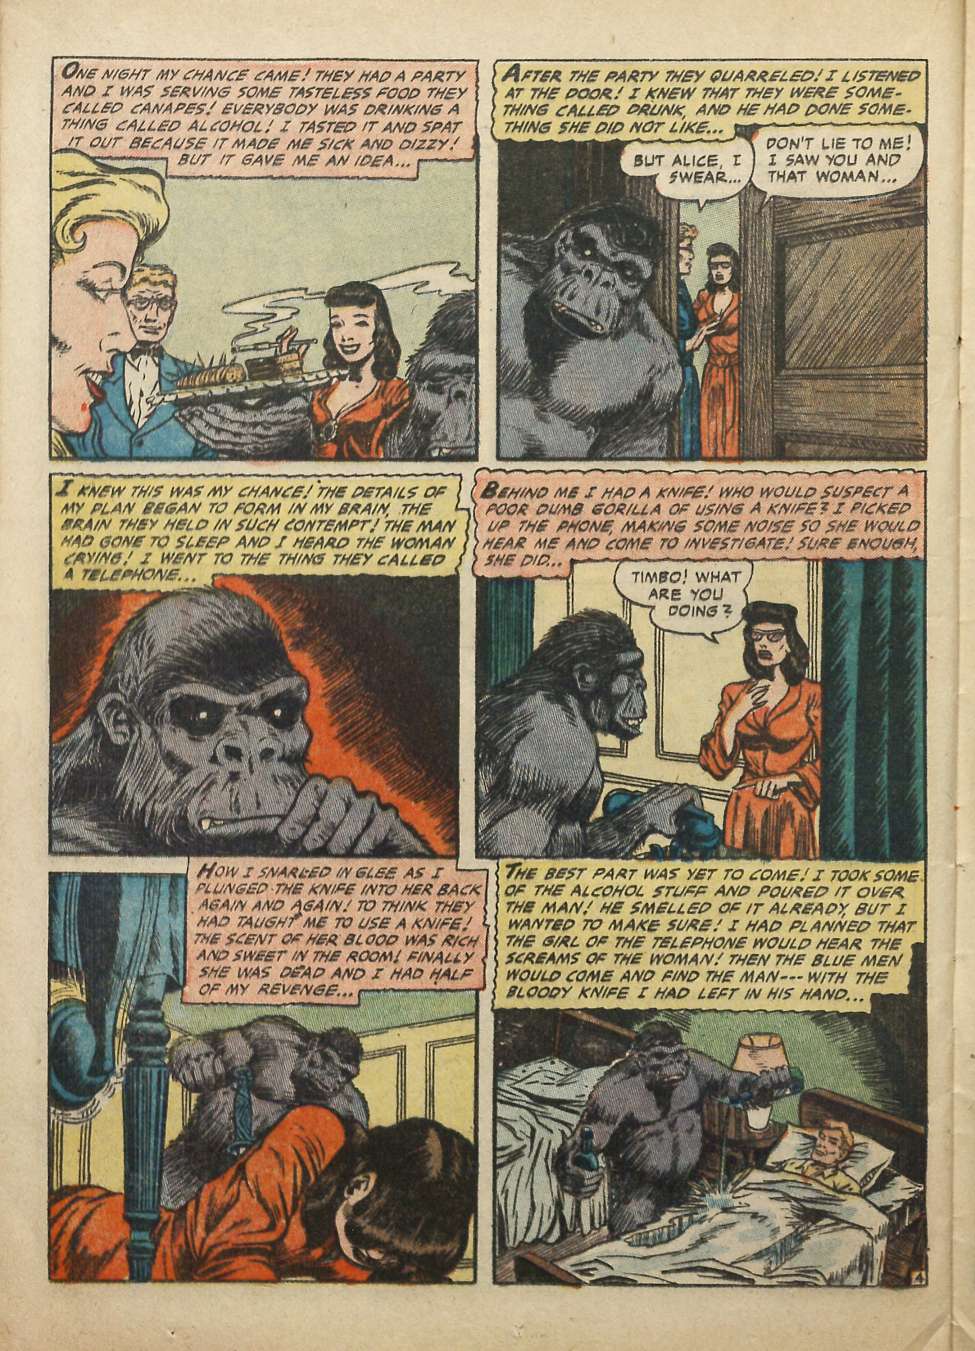 ONE NIGHT MY CHANCE CAME! THEY HAD A PARTY
AND I WAS SERVING SOME TASTELESS FOOD THEY
CALLED CANAPES! EVERYBODY WAS DRINKING A
THING CALLED ALCOHOL! I TASTED IT AND SPAT
IT OUT BECAUSE IT MADE ME SICK AND DIZZY!
BUT IT GAVE ME AN IDEA...
AFTER THE PARTY THEY QUARRELED! I LISTENED
AT THE DOOR! I KNEW THAT THEY WERE SOME-
THING CALLED DRUNK, AND HE HAD DONE SOME-
THING SHE DID NOT LIKE...
BUT ALICE, I
SWEAR...
DON'T LIE TO ME!
I SAW YOU AND
THAT WOMAN...
I KNEW THIS WAS MY CHANCE! THE DETAILS OF
MY PLAN BEGAN TO FORM IN MY BRAIN, THE
BRAIN THEY HELD IN SUCH CONTEMPT! THE MAN
HAD GONE TO SLEEP AND I HEARD THE WOMAN
CRYING! I WENT TO THE THING THEY CALLED
A TELEPHONE...
BEHIND ME I HAD A KNIFE! WHO WOULD SUSPECT A
POOR DUMB GORILLA OF USING A KNIFE? I PICKED
UP THE PHONE, MAKING SOME NOISE SO SHE WOULD
HEAR ME AND COME TO INVESTIGATE! SURE ENOUGH,
SHE DID...
TIMBO! WHAT
ARE YOU
DOING?
HOW I SNARLED IN GLEE AS I
PLUNGED THE KNIFE INTO HER BACK
AGAIN AND AGAIN! TO THINK THEY
HAD TAUGHT ME TO USE A KNIFE!
THE SCENT OF HER BLOOD WAS RICH
AND SWEET IN THE ROOM! FINALLY
SHE WAS DEAD AND I HAD HALF
OF MY REVENGE...
THE BEST PART WAS YET TO COME! I TOOK SOME
OF THE ALCOHOL STUFF AND POURED IT OVER
THE MAN! HE SMELLED OF IT ALREADY, BUT I
WANTED TO MAKE SURE! I HAD PLANNED THAT
THE GIRL OF THE TELEPHONE WOULD HEAR THE
SCREAMS OF THE WOMAN! THEN THE BLUE MEN
WOULD COME AND FIND THE MAN---WITH THE
BLOODY KNIFE I HAD LEFT IN HIS HAND...
4